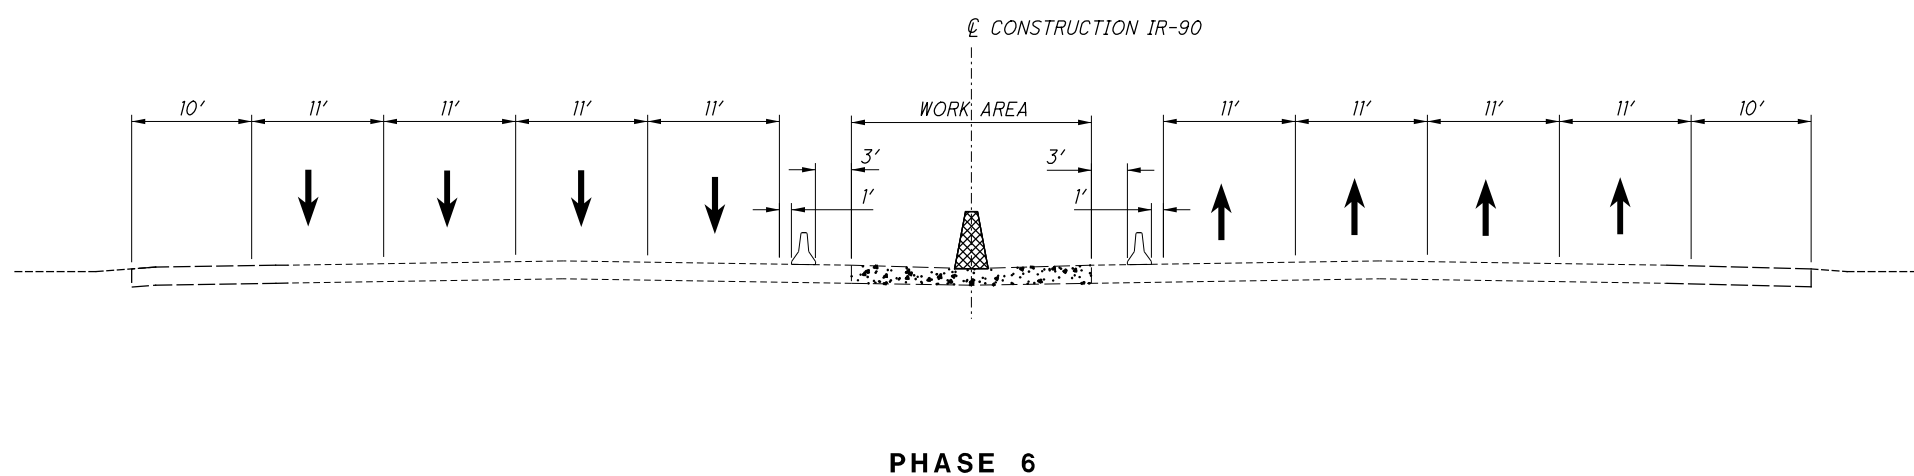 ℄ CONSTRUCTION IR-90
10' 11' 11' 11' 11' WORK AREA 11' 11' 11' 11' 10'
3' 3'
1' 1'
PHASE 6